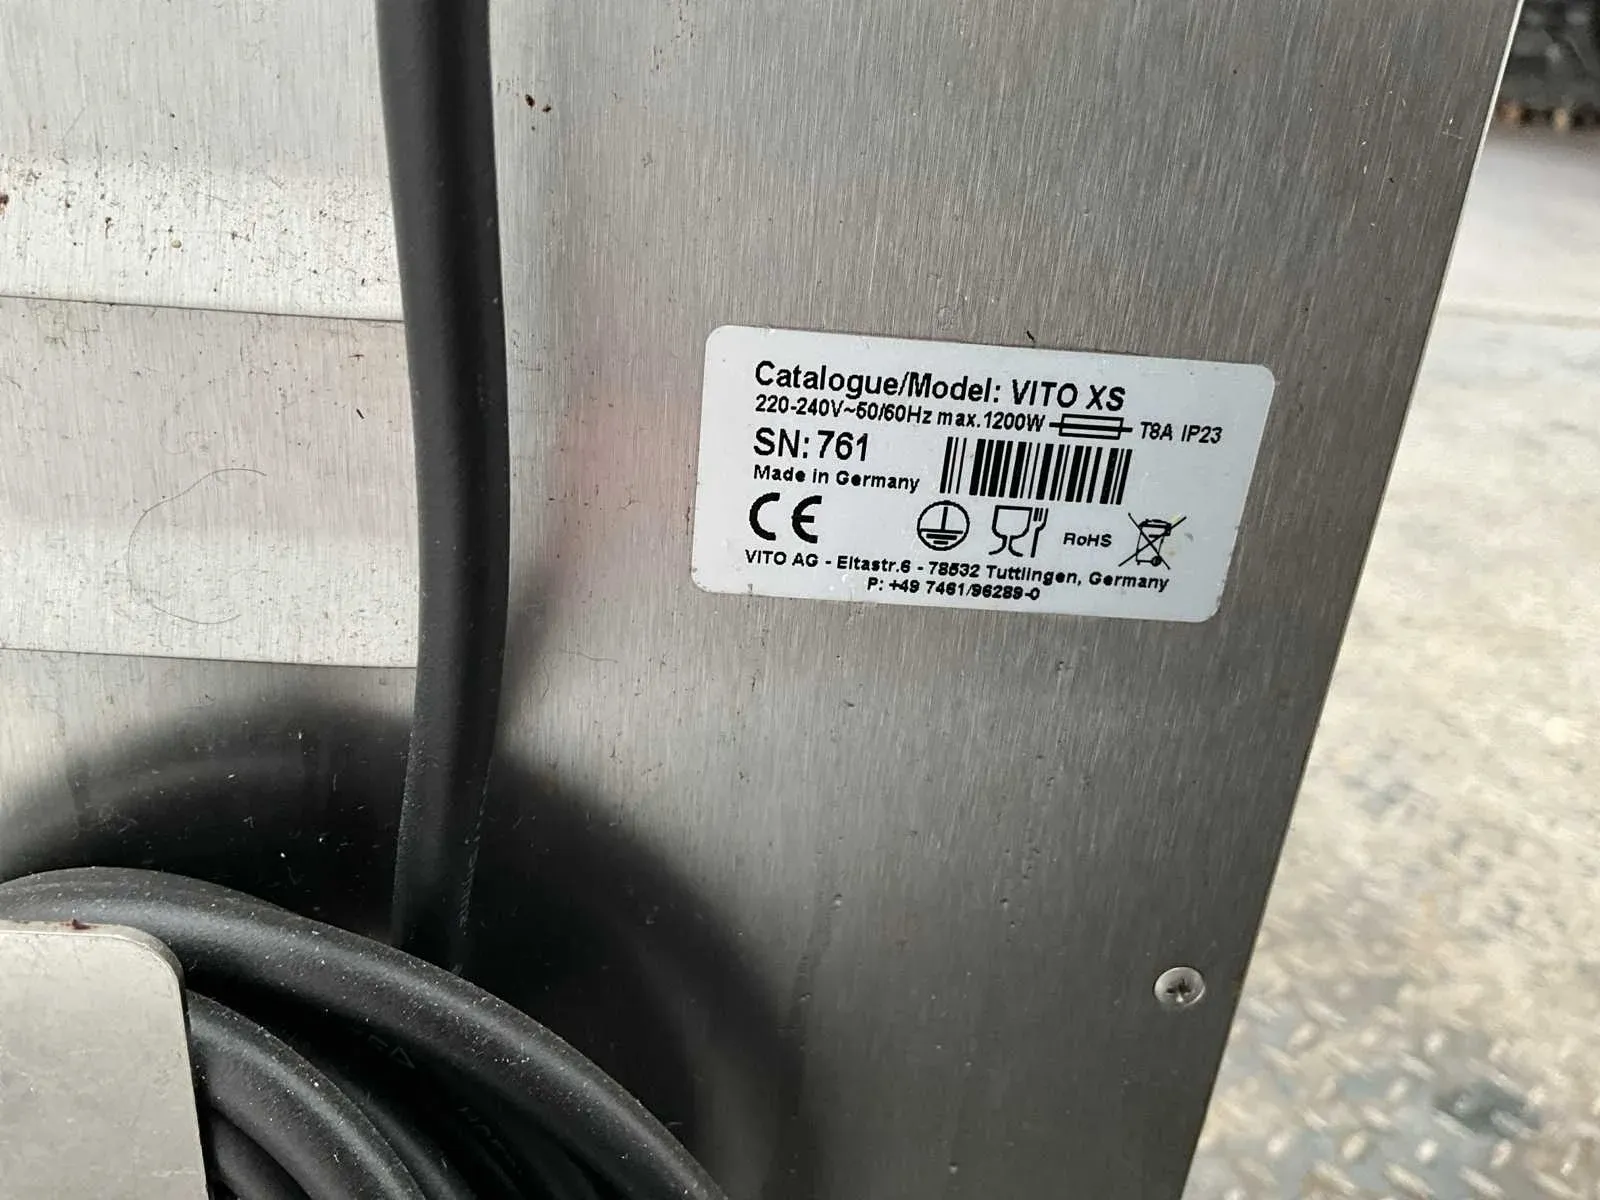 Catalogue/Model: VITO XS
220-240V~50/60Hz max.1200W T8A IP23
SN: 761
Made in Germany
CE
RoHS
VITO AG - Eltastr.6 - 78532 Tuttlingen, Germany
P: +49 7461/96289-0